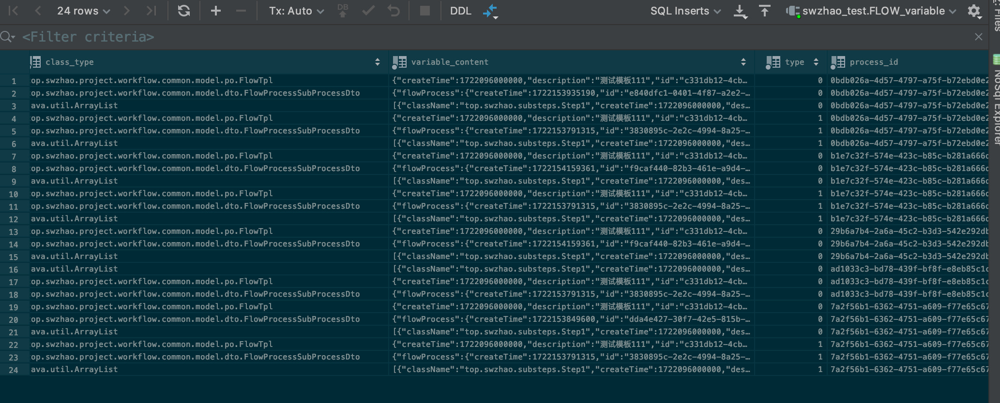 24 rows Tx: Auto DB DDL SQL Inserts swzhao_test.FLOW_variable
<Filter criteria>
class_type variable_content type process_id
1 op.swzhao.project.workflow.common.model.po.FlowTpl {"createTime":1722096000000,"description":"测试模板111","id":"c331db12-4cb… 0 0bdb026a-4d57-4797-a75f-b72ebd0e2
2 op.swzhao.project.workflow.common.model.dto.FlowProcessSubProcessDto {"flowProcess":{"createTime":1722153935190,"id":"e840dfc1-0401-4f87-a2e2-… 0 0bdb026a-4d57-4797-a75f-b72ebd0e2
3 ava.util.ArrayList [{"className":"top.swzhao.substeps.Step1","createTime":1722096000000,"des… 0 0bdb026a-4d57-4797-a75f-b72ebd0e2
4 op.swzhao.project.workflow.common.model.po.FlowTpl {"createTime":1722096000000,"description":"测试模板111","id":"c331db12-4cb… 1 0bdb026a-4d57-4797-a75f-b72ebd0e2
5 op.swzhao.project.workflow.common.model.dto.FlowProcessSubProcessDto {"flowProcess":{"createTime":1722153791315,"id":"3830895c-2e2c-4994-8a25-… 1 0bdb026a-4d57-4797-a75f-b72ebd0e2
6 ava.util.ArrayList [{"className":"top.swzhao.substeps.Step1","createTime":1722096000000,"des… 1 0bdb026a-4d57-4797-a75f-b72ebd0e2
7 op.swzhao.project.workflow.common.model.po.FlowTpl {"createTime":1722096000000,"description":"测试模板111","id":"c331db12-4cb… 0 b1e7c32f-574e-423c-b85c-b281a666
8 op.swzhao.project.workflow.common.model.dto.FlowProcessSubProcessDto {"flowProcess":{"createTime":1722154159361,"id":"f9caf440-82b3-461e-a9d4-… 0 b1e7c32f-574e-423c-b85c-b281a666
9 ava.util.ArrayList [{"className":"top.swzhao.substeps.Step1","createTime":1722096000000,"des… 0 b1e7c32f-574e-423c-b85c-b281a666
10 op.swzhao.project.workflow.common.model.po.FlowTpl {"createTime":1722096000000,"description":"测试模板111","id":"c331db12-4cb… 1 b1e7c32f-574e-423c-b85c-b281a666
11 op.swzhao.project.workflow.common.model.dto.FlowProcessSubProcessDto {"flowProcess":{"createTime":1722153791315,"id":"3830895c-2e2c-4994-8a25-… 1 b1e7c32f-574e-423c-b85c-b281a666
12 ava.util.ArrayList [{"className":"top.swzhao.substeps.Step1","createTime":1722096000000,"des… 1 b1e7c32f-574e-423c-b85c-b281a666
13 op.swzhao.project.workflow.common.model.po.FlowTpl {"createTime":1722096000000,"description":"测试模板111","id":"c331db12-4cb… 0 29b6a7b4-2a6a-45c2-b3d3-542e292db
14 op.swzhao.project.workflow.common.model.dto.FlowProcessSubProcessDto {"flowProcess":{"createTime":1722154159361,"id":"f9caf440-82b3-461e-a9d4-… 0 29b6a7b4-2a6a-45c2-b3d3-542e292db
15 ava.util.ArrayList [{"className":"top.swzhao.substeps.Step1","createTime":1722096000000,"des… 0 29b6a7b4-2a6a-45c2-b3d3-542e292db
16 ava.util.ArrayList [{"className":"top.swzhao.substeps.Step1","createTime":1722096000000,"des… 0 ad1033c3-bd78-439f-bf8f-e8eb85c1c
17 op.swzhao.project.workflow.common.model.po.FlowTpl {"createTime":1722096000000,"description":"测试模板111","id":"c331db12-4cb… 0 ad1033c3-bd78-439f-bf8f-e8eb85c1c
18 op.swzhao.project.workflow.common.model.dto.FlowProcessSubProcessDto {"flowProcess":{"createTime":1722153791315,"id":"3830895c-2e2c-4994-8a25-… 0 ad1033c3-bd78-439f-bf8f-e8eb85c1c
19 op.swzhao.project.workflow.common.model.po.FlowTpl {"createTime":1722096000000,"description":"测试模板111","id":"c331db12-4cb… 0 7a2f56b1-6362-4751-a609-f77e65c67
20 op.swzhao.project.workflow.common.model.dto.FlowProcessSubProcessDto {"flowProcess":{"createTime":1722153849600,"id":"dda4e427-30f7-42e5-815b-… 0 7a2f56b1-6362-4751-a609-f77e65c67
21 ava.util.ArrayList [{"className":"top.swzhao.substeps.Step1","createTime":1722096000000,"des… 0 7a2f56b1-6362-4751-a609-f77e65c67
22 op.swzhao.project.workflow.common.model.po.FlowTpl {"createTime":1722096000000,"description":"测试模板111","id":"c331db12-4cb… 1 7a2f56b1-6362-4751-a609-f77e65c67
23 op.swzhao.project.workflow.common.model.dto.FlowProcessSubProcessDto {"flowProcess":{"createTime":1722153791315,"id":"3830895c-2e2c-4994-8a25-… 1 7a2f56b1-6362-4751-a609-f77e65c67
24 ava.util.ArrayList [{"className":"top.swzhao.substeps.Step1","createTime":1722096000000,"des… 1 7a2f56b1-6362-4751-a609-f77e65c67
Files
NoSql Explorer